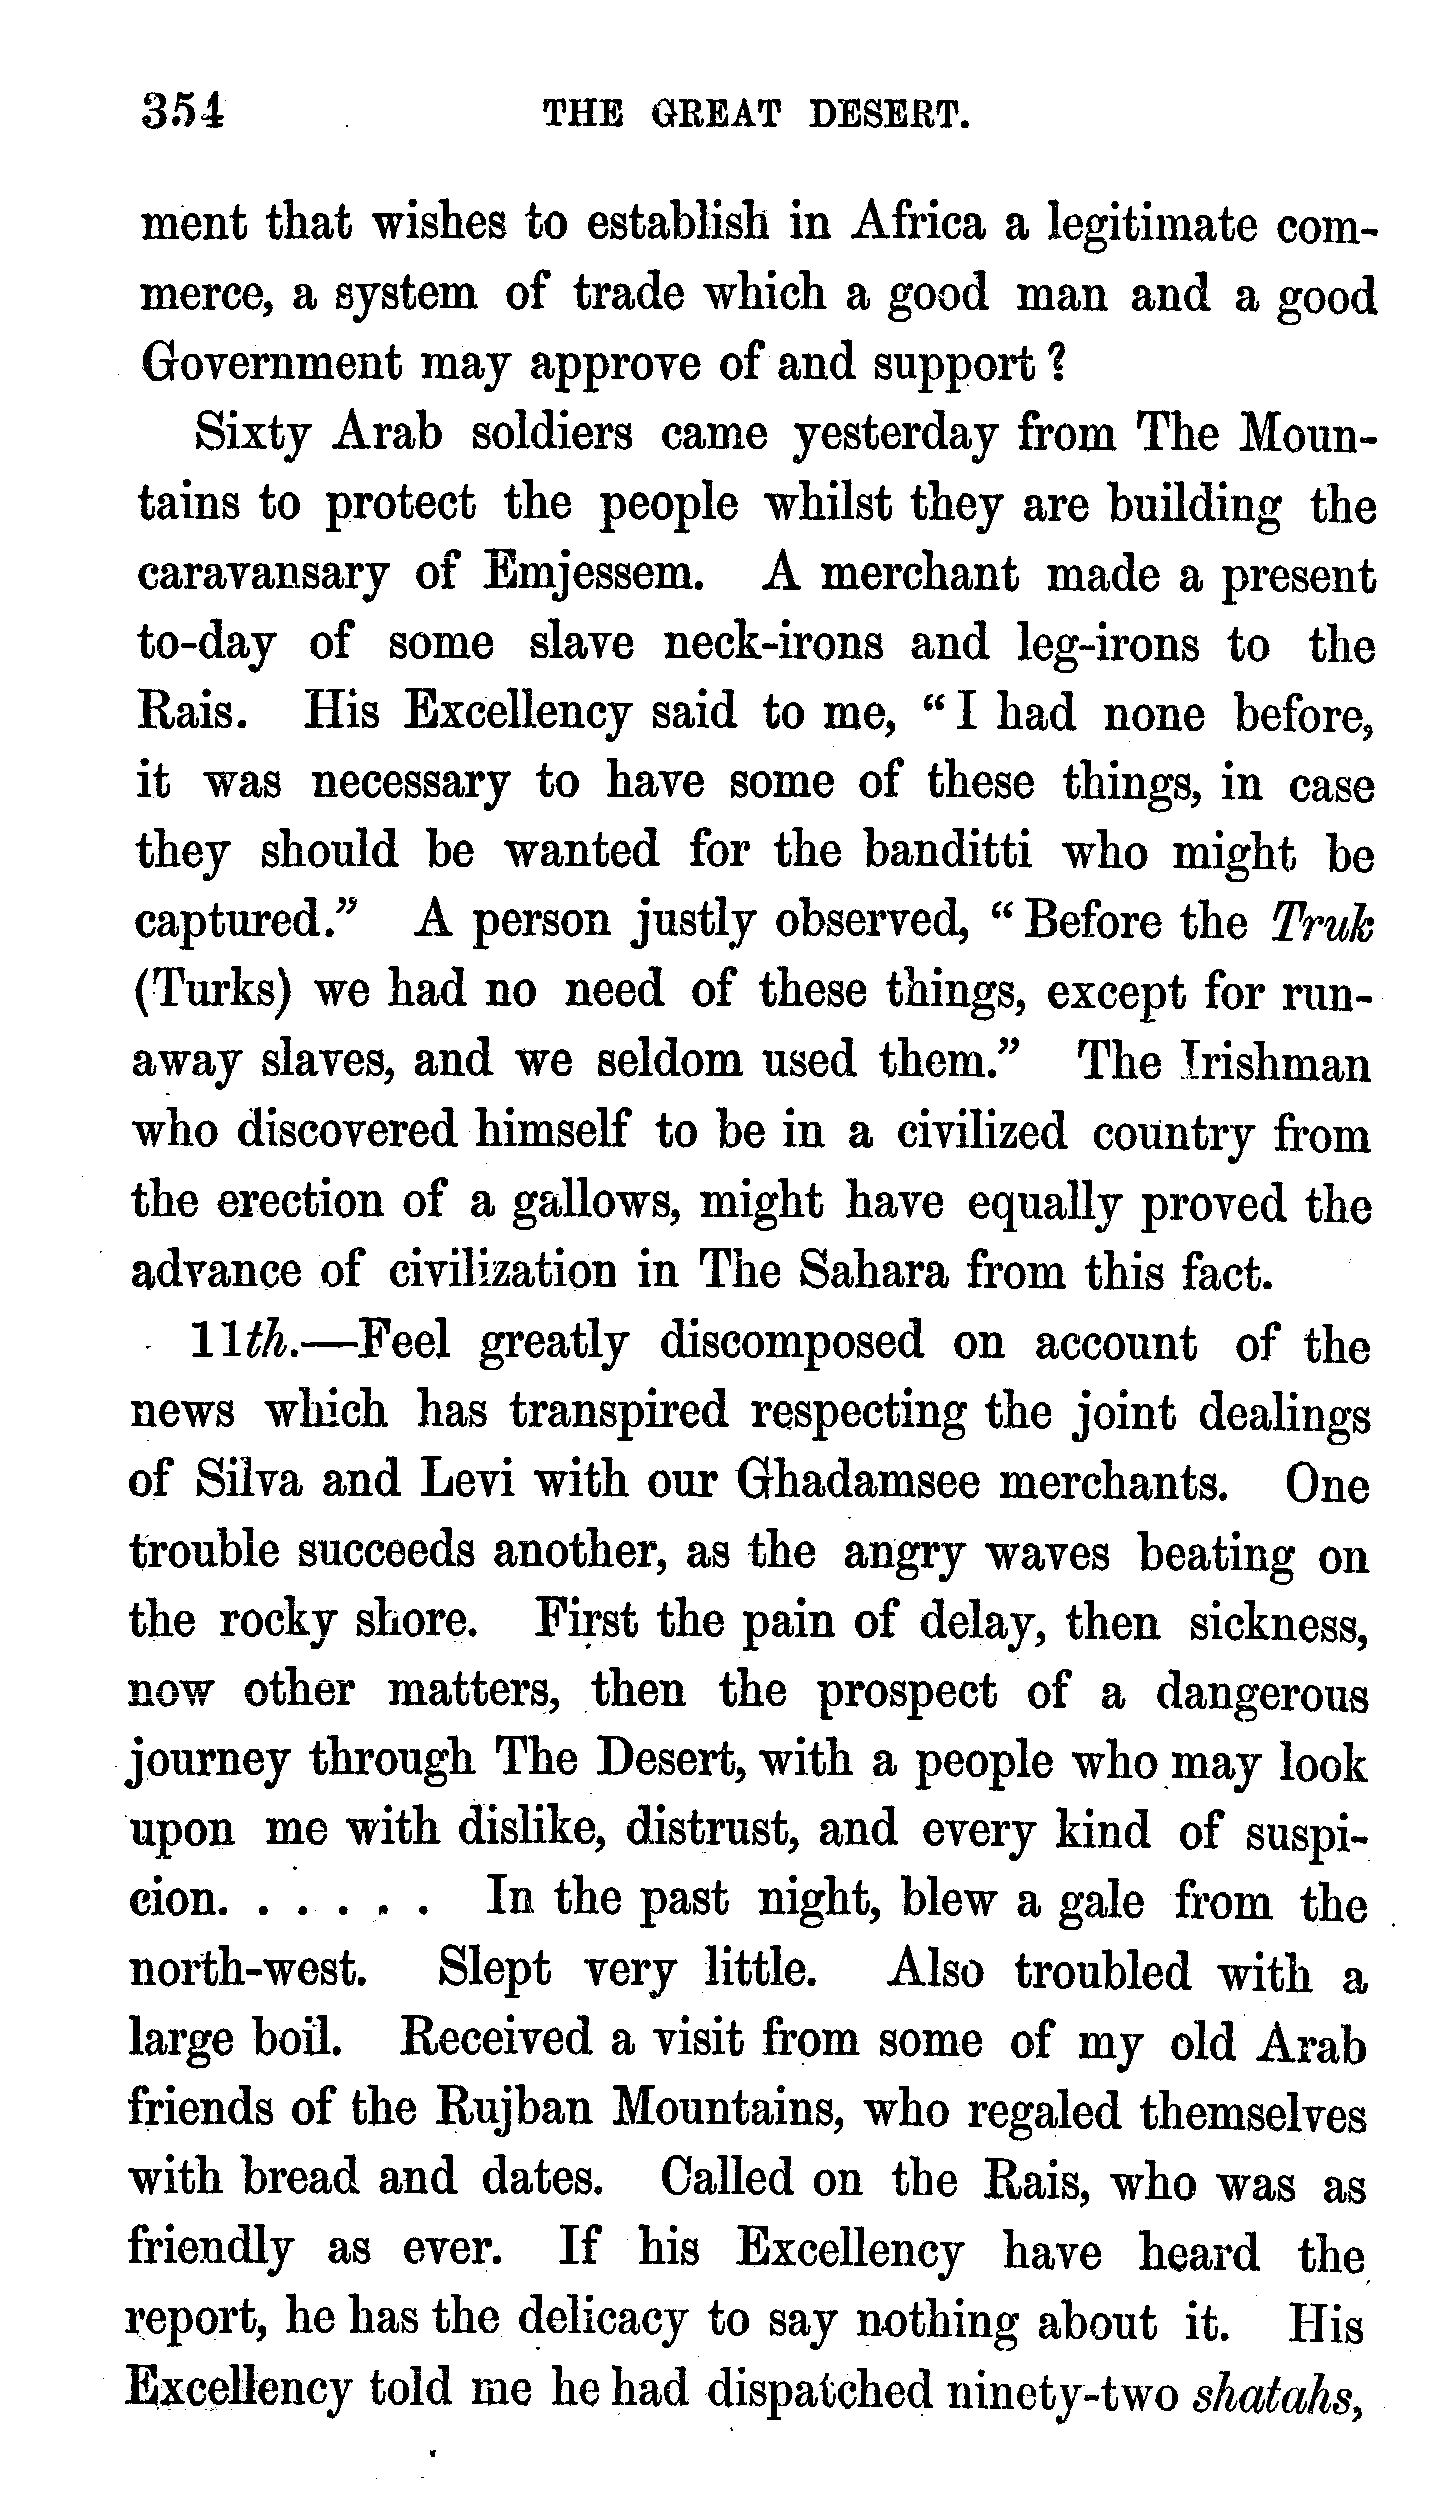 354 THE GREAT DESERT.
ment that wishes to establish in Africa a legitimate com-
merce, a system of trade which a good man and a good
Government may approve of and support?
Sixty Arab soldiers came yesterday from The Moun-
tains to protect the people whilst they are building the
caravansary of Emjessem. A merchant made a present
to-day of some slave neck-irons and leg-irons to the
Rais. His Excellency said to me, "I had none before,
it was necessary to have some of these things, in case
they should be wanted for the banditti who might be
captured." A person justly observed, "Before the Truk
(Turks) we had no need of these things, except for run-
away slaves, and we seldom used them." The Irishman
who discovered himself to be in a civilized country from
the erection of a gallows, might have equally proved the
advance of civilization in The Sahara from this fact.
11th.—Feel greatly discomposed on account of the
news which has transpired respecting the joint dealings
of Silva and Levi with our Ghadamsee merchants. One
trouble succeeds another, as the angry waves beating on
the rocky shore. First the pain of delay, then sickness,
now other matters, then the prospect of a dangerous
journey through The Desert, with a people who may look
upon me with dislike, distrust, and every kind of suspi-
cion. . . . . . In the past night, blew a gale from the
north-west. Slept very little. Also troubled with a
large boil. Received a visit from some of my old Arab
friends of the Rujban Mountains, who regaled themselves
with bread and dates. Called on the Rais, who was as
friendly as ever. If his Excellency have heard the
report, he has the delicacy to say nothing about it. His
Excellency told me he had dispatched ninety-two shatahs,